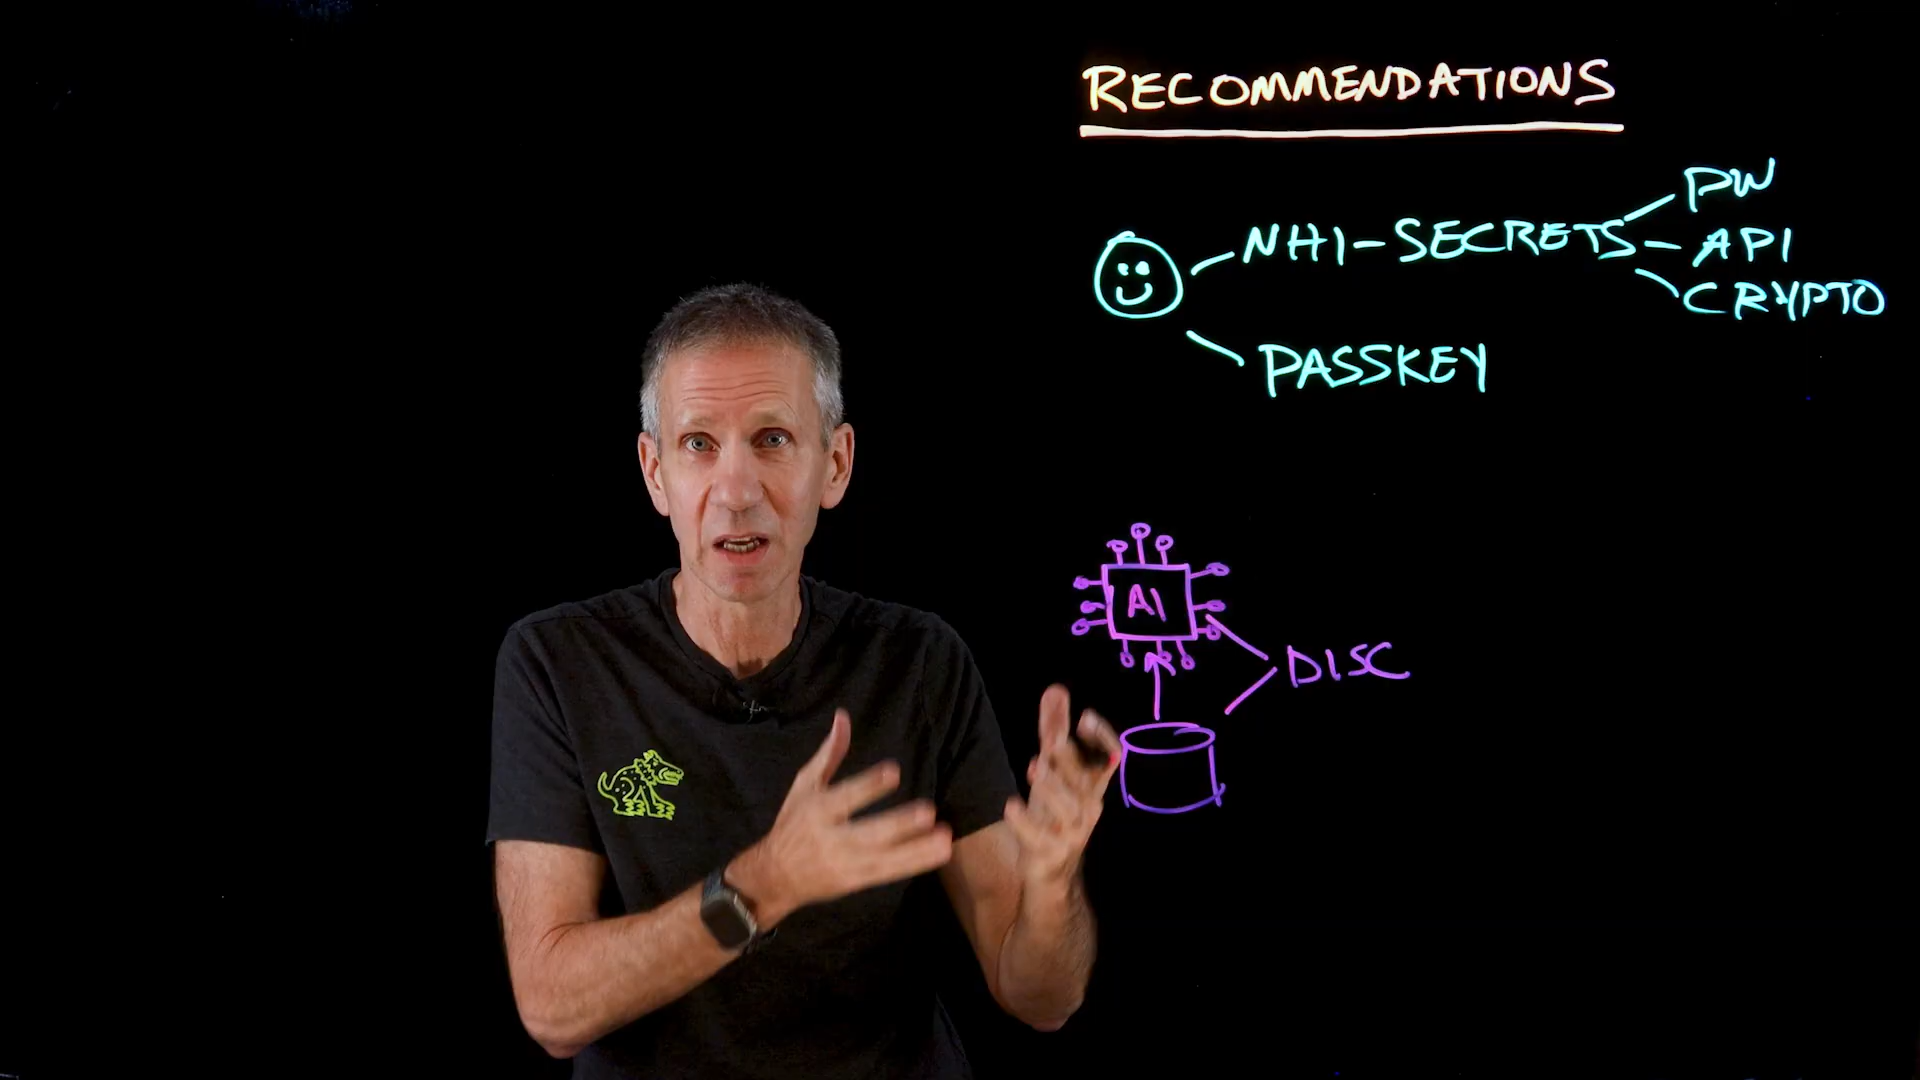 RECOMMENDATIONS
PW
NHI-SECRETS - API
CRYPTO
PASSKEY
AI
DISC